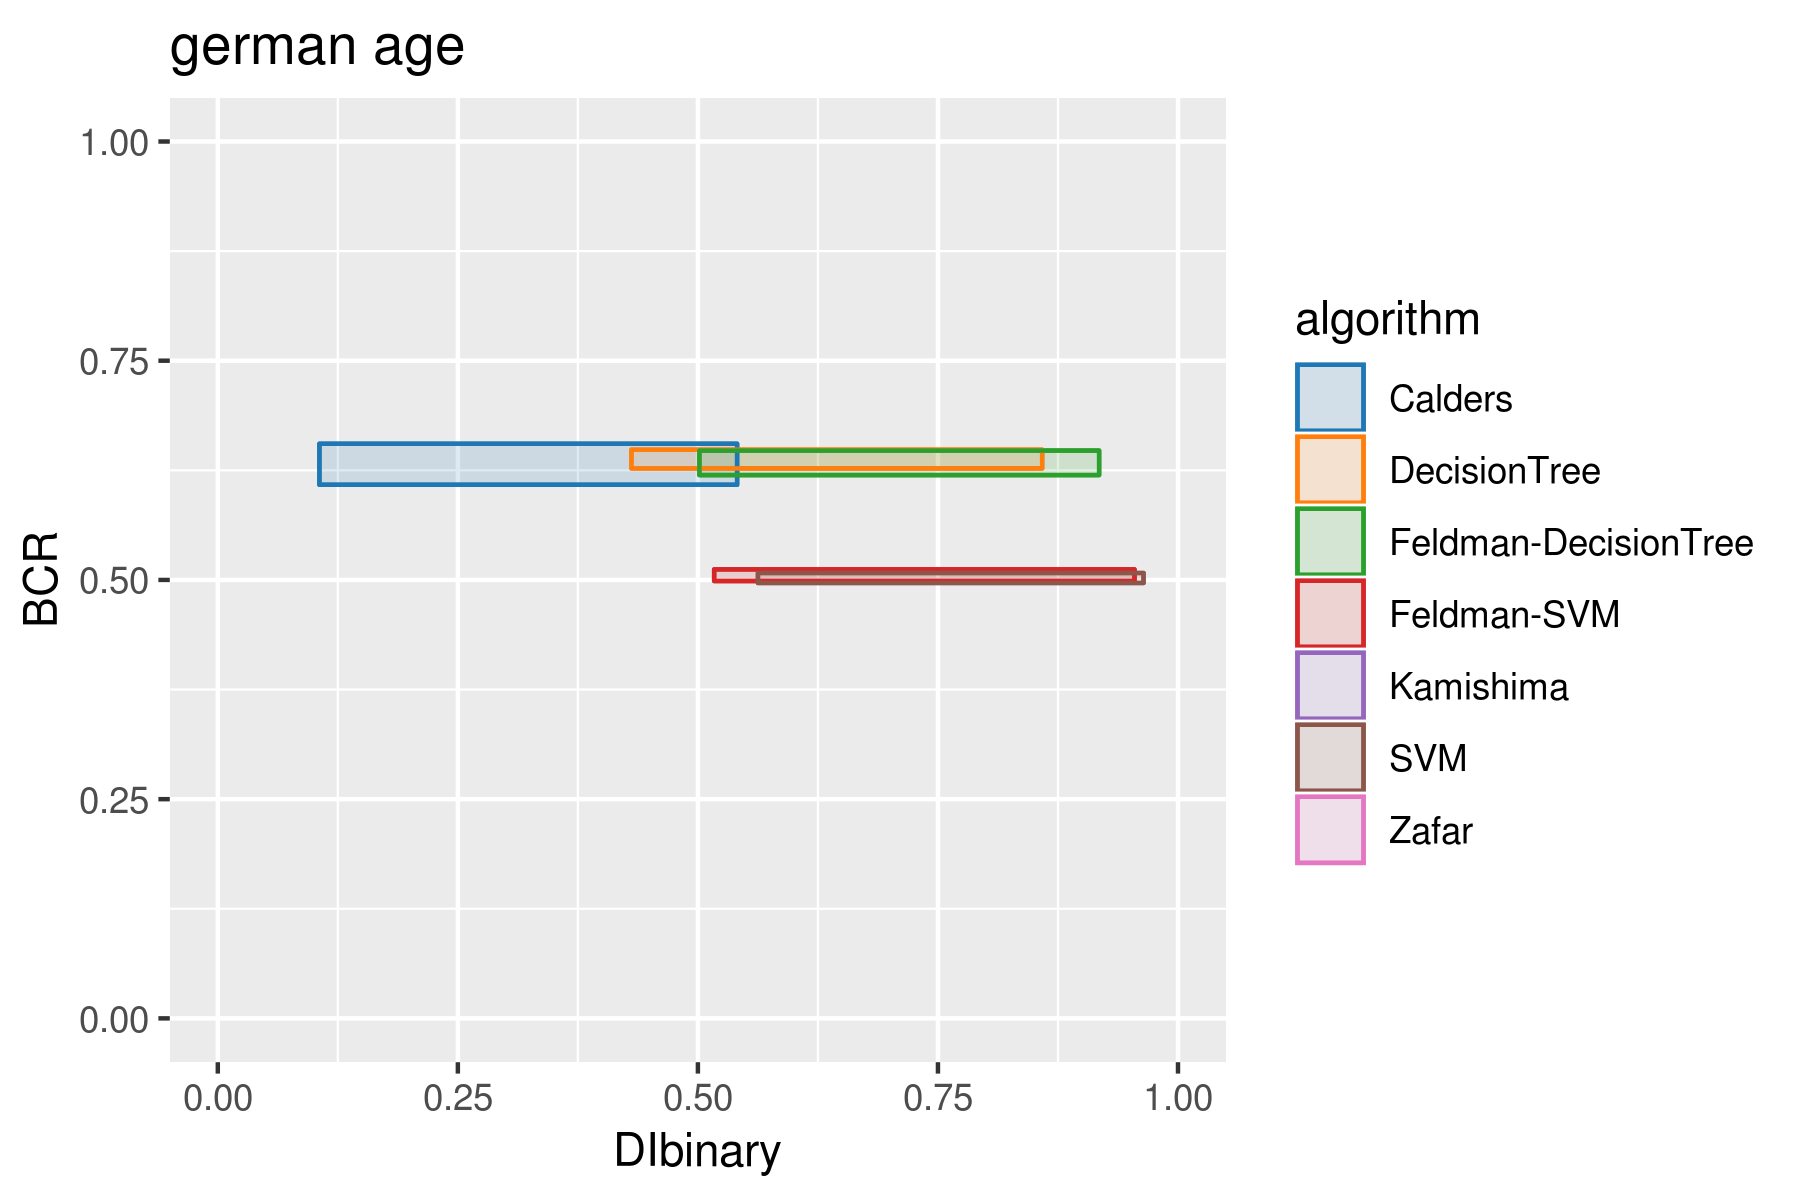 german age
1.00
0.75
0.50
0.25
0.00
BCR
0.00 0.25 0.50 0.75 1.00
DIbinary
algorithm
Calders
DecisionTree
Feldman-DecisionTree
Feldman-SVM
Kamishima
SVM
Zafar